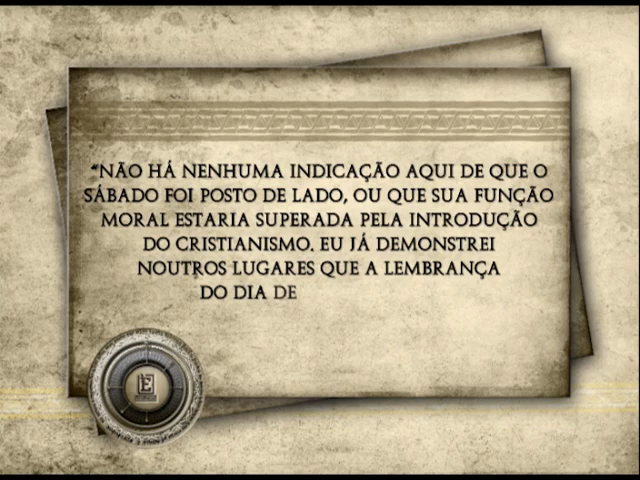 “NÃO HÁ NENHUMA INDICAÇÃO AQUI DE QUE O
SÁBADO FOI POSTO DE LADO, OU QUE SUA FUNÇÃO
MORAL ESTARIA SUPERADA PELA INTRODUÇÃO
DO CRISTIANISMO. EU JÁ DEMONSTREI
NOUTROS LUGARES QUE A LEMBRANÇA
DO DIA DE
E